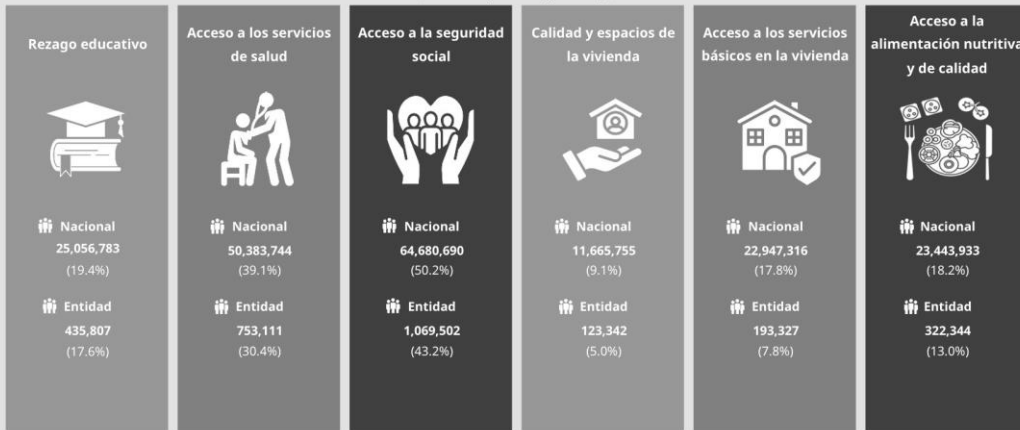 Rezago educativo
Nacional
25,056,783
(19.4%)
Entidad
435,807
(17.6%)
Acceso a los servicios
de salud
Nacional
50,383,744
(39.1%)
Entidad
753,111
(30.4%)
Acceso a la seguridad
social
Nacional
64,680,690
(50.2%)
Entidad
1,069,502
(43.2%)
Calidad y espacios de
la vivienda
Nacional
11,665,755
(9.1%)
Entidad
123,342
(5.0%)
Acceso a los servicios
básicos en la vivienda
Nacional
22,947,316
(17.8%)
Entidad
193,327
(7.8%)
Acceso a la
alimentación nutritiva
y de calidad
Nacional
23,443,933
(18.2%)
Entidad
322,344
(13.0%)